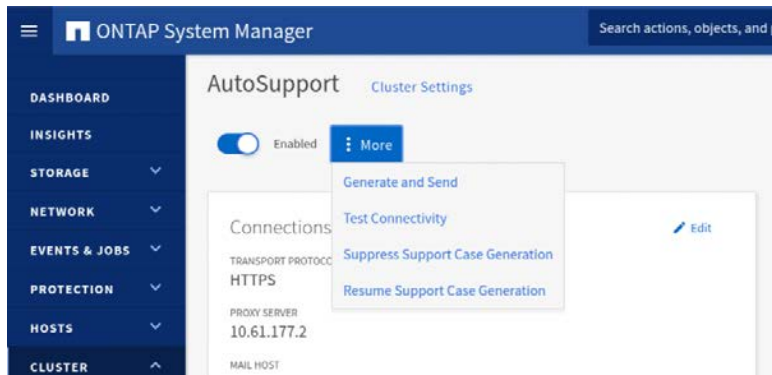 ONTAP System Manager
Search actions, objects, and
DASHBOARD
INSIGHTS
STORAGE
NETWORK
EVENTS & JOBS
PROTECTION
HOSTS
CLUSTER
AutoSupport
Cluster Settings
Enabled
More
Generate and Send
Test Connectivity
Suppress Support Case Generation
Resume Support Case Generation
Connections
Edit
TRANSPORT PROTOCO
HTTPS
PROXY SERVER
10.61.177.2
MAIL HOST